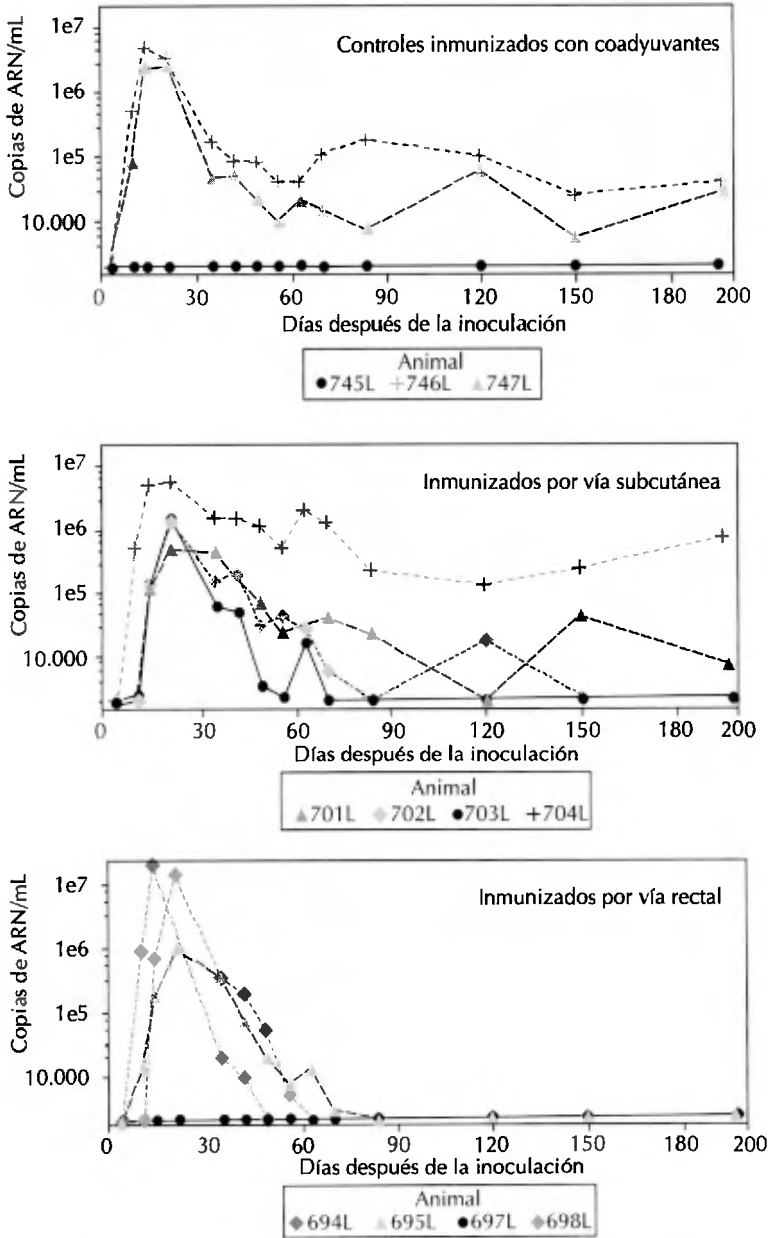 Controles inmunizados con coadyuvantes
Copias de ARN/mL
1e7
1e6
1e5
10.000
0 30 60 90 120 150 180 200
Días después de la inoculación
Animal
745L 746L 747L
Inmunizados por vía subcutánea
Copias de ARN/mL
1e7
1e6
1e5
10.000
0 30 60 90 120 150 180 200
Días después de la inoculación
Animal
701L 702L 703L 704L
Inmunizados por vía rectal
Copias de ARN/mL
1e7
1e6
1e5
10.000
0 30 60 90 120 150 180 200
Días después de la inoculación
Animal
694L 695L 697L 698L